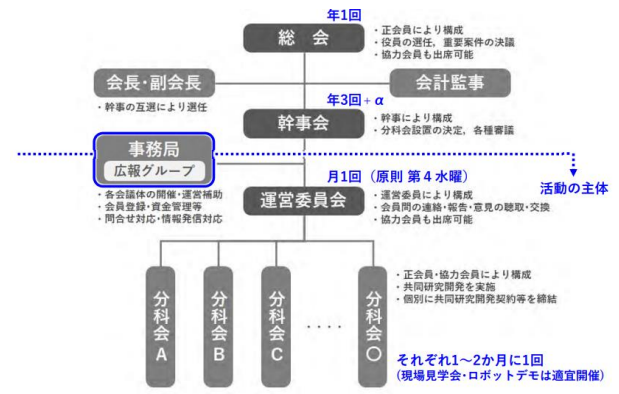 年1回
総 会
・正会員により構成
・役員の選任，重要案件の決議
・協力会員も出席可能
会長・副会長
・幹事の互選により選任
会計監事
年3回+α
幹事会
・幹事により構成
・分科会設置の決定，各種審議
事務局
広報グループ
・各会議体の開催・運営補助
・会員登録・資金管理等
・問合せ対応・情報発信対応
活動の主体
月1回（原則 第４水曜）
運営委員会
・運営委員により構成
・会員間の連絡・報告・意見の聴取・交換
・協力会員も出席可能
分科会A
分科会B
分科会C
・・・・
分科会〇
・正会員・協力会員により構成
・共同研究開発を実施
・個別に共同研究開発契約等を締結
それぞれ1～2か月に1回
（現場見学会・ロボットデモは適宜開催）